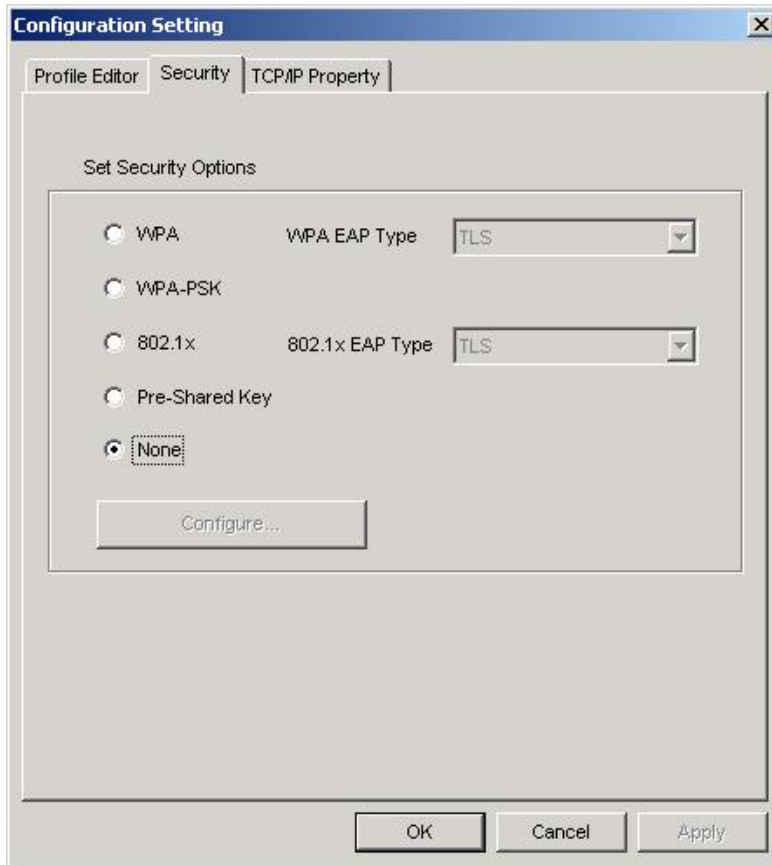 Configuration Setting
Profile Editor Security TCP/IP Property
Set Security Options
WPA WPA EAP Type TLS
WPA-PSK
802.1x 802.1x EAP Type TLS
Pre-Shared Key
None
Configure...
OK Cancel Apply